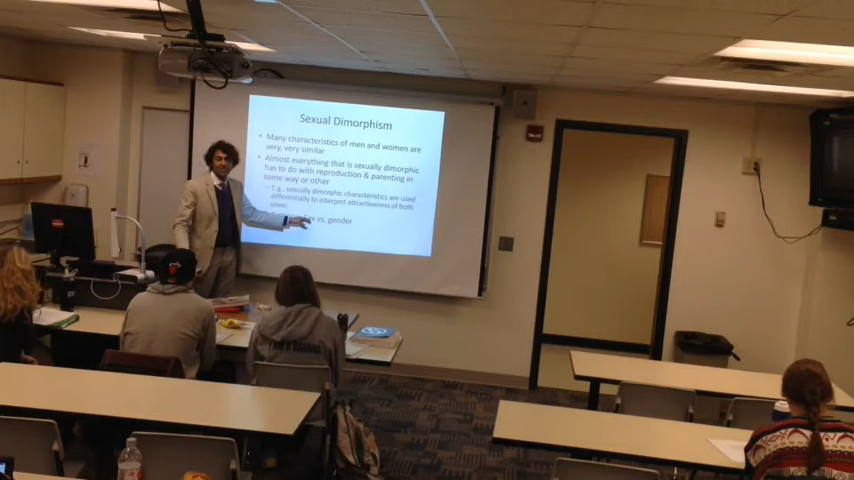 Sexual Dimorphism
• Many characteristics of men and women are
very, very similar
• Almost everything that is sexually dimorphic
has to do with reproduction & parenting in
some way or other
– E.g., sexually dimorphic characteristics are used
differentially to interpret attractiveness of both
sexes
vs. gender